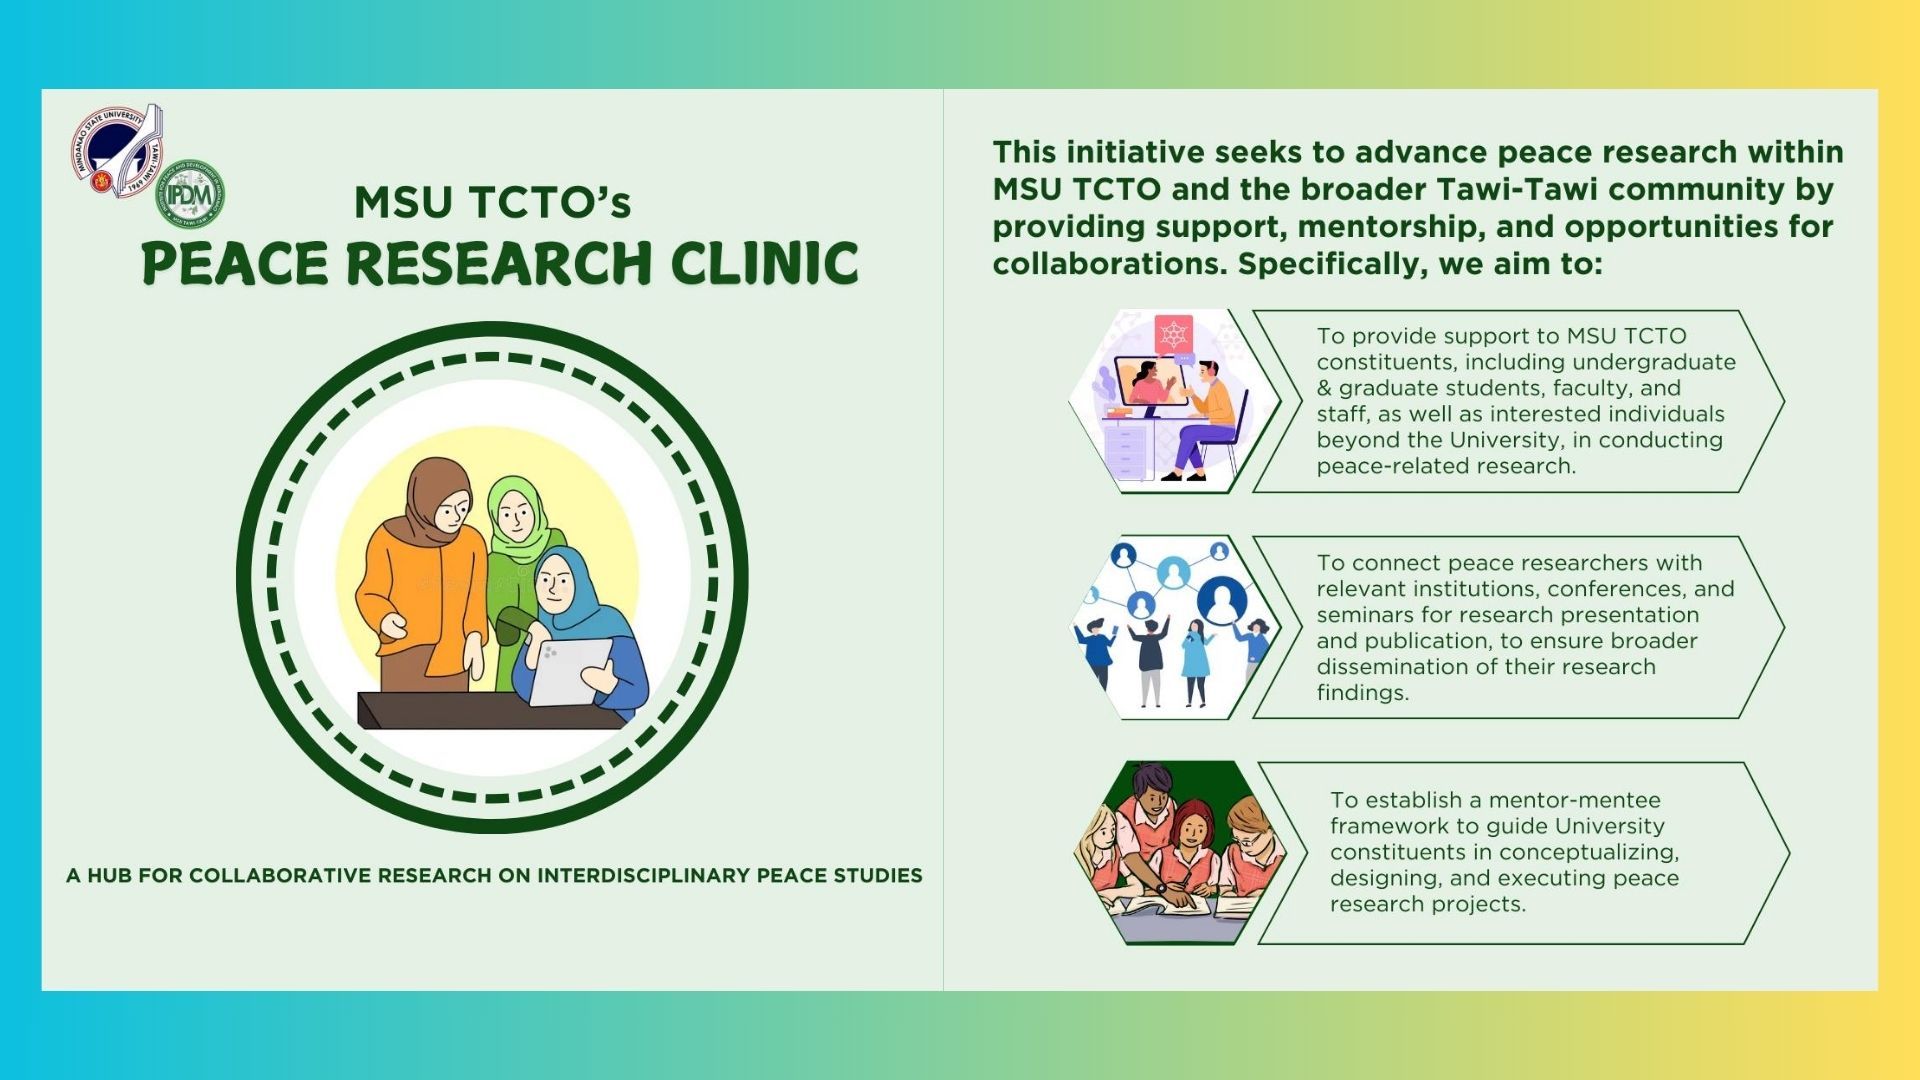 MINDANAO STATE UNIVERSITY
TAWI-TAWI
1969
IPDM
MSU TCTO's
PEACE RESEARCH CLINIC
A HUB FOR COLLABORATIVE RESEARCH ON INTERDISCIPLINARY PEACE STUDIES
This initiative seeks to advance peace research within
MSU TCTO and the broader Tawi-Tawi community by
providing support, mentorship, and opportunities for
collaborations. Specifically, we aim to:
To provide support to MSU TCTO
constituents, including undergraduate
& graduate students, faculty, and
staff, as well as interested individuals
beyond the University, in conducting
peace-related research.
To connect peace researchers with
relevant institutions, conferences, and
seminars for research presentation
and publication, to ensure broader
dissemination of their research
findings.
To establish a mentor-mentee
framework to guide University
constituents in conceptualizing,
designing, and executing peace
research projects.